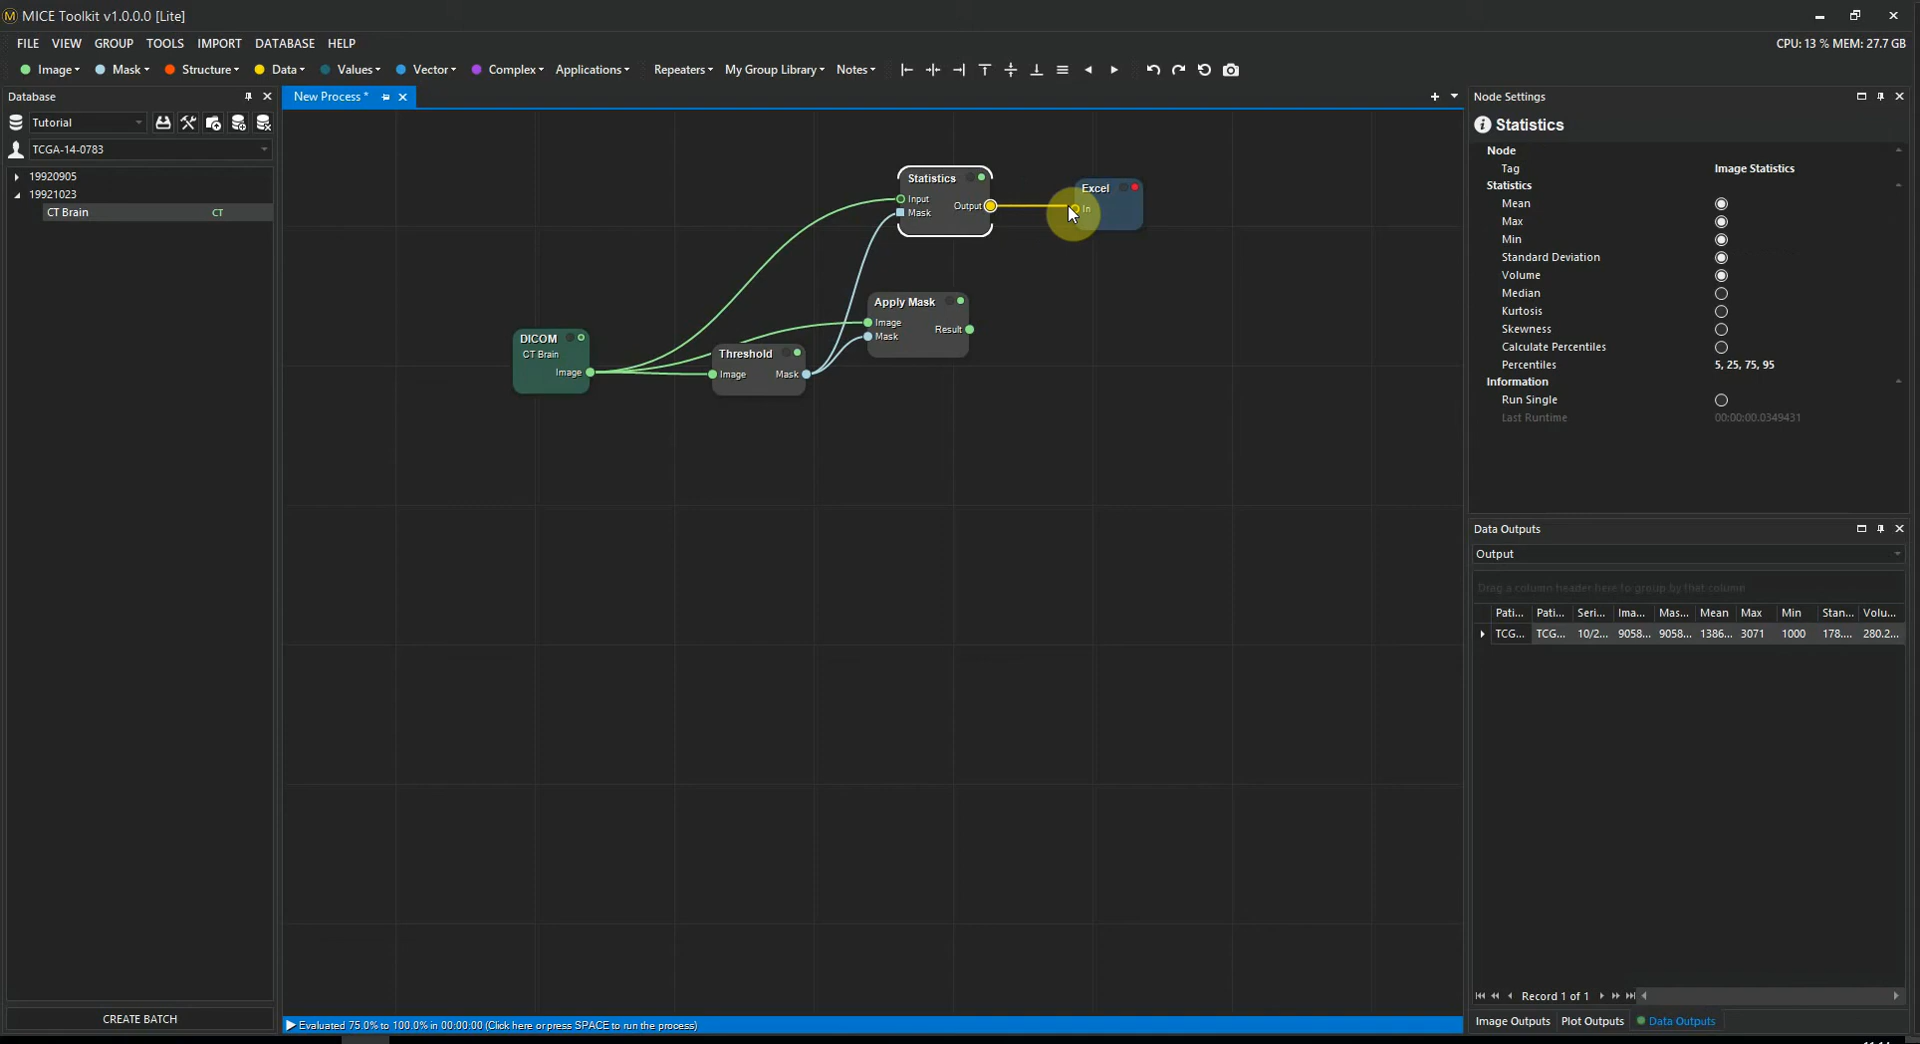 MICE Toolkit v1.0.0.0 [Lite]
FILE VIEW GROUP TOOLS IMPORT DATABASE HELP
CPU: 13 % MEM: 27.7 GB
Image Mask Structure Data Values Vector Complex Applications Repeaters My Group Library Notes
Database
Tutorial
TCGA-14-0783
19920905
19921023
CT Brain CT
CREATE BATCH
New Process *
Statistics
Input
Mask
Output
Excel
In
Apply Mask
Image
Mask
Result
DICOM
CT Brain
Image
Threshold
Image Mask
Evaluated 75.0% to 100.0% in 00:00:00 (Click here or press SPACE to run the process)
Node Settings
Statistics
Node
Tag Image Statistics
Statistics
Mean
Max
Min
Standard Deviation
Volume
Median
Kurtosis
Skewness
Calculate Percentiles
Percentiles 5, 25, 75, 95
Information
Run Single
Last Runtime 00:00:00.0349431
Data Outputs
Output
Drag a column header here to group by that column
Pati... Pati... Seri... Ima... Mas... Mean Max Min Stan... Volu...
TCG... TCG... 10/2... 9058... 9058... 1386... 3071 1000 178.... 280.2...
Record 1 of 1
Image Outputs Plot Outputs Data Outputs